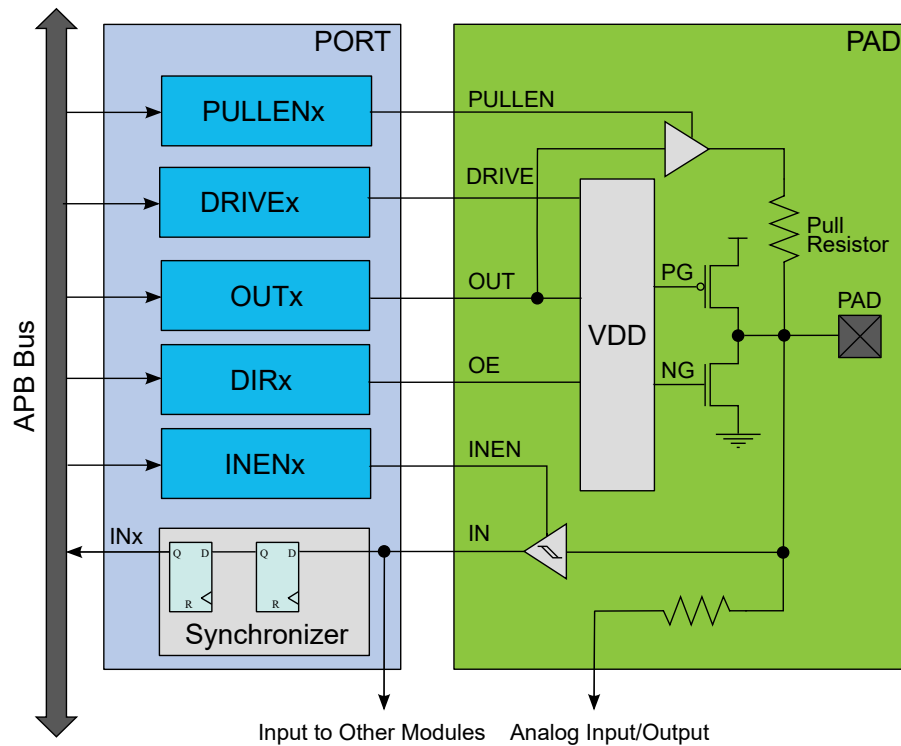 PORT
PAD
APB Bus
PULLENx
PULLEN
DRIVEx
DRIVE
Pull
Resistor
OUTx
OUT
PG
PAD
VDD
DIRx
OE
NG
INENx
INEN
INx
IN
Q D
R
Q D
R
Synchronizer
Input to Other Modules
Analog Input/Output